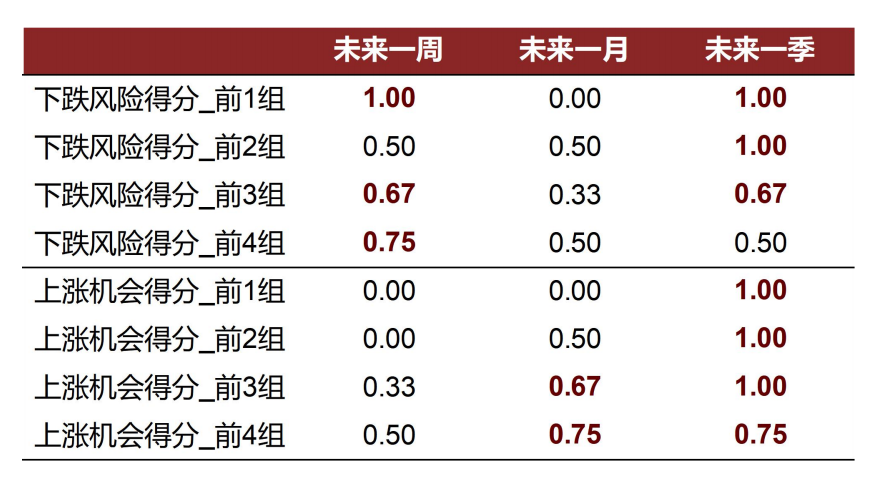 未来一周 未来一月 未来一季
下跌风险得分_前1组 1.00 0.00 1.00
下跌风险得分_前2组 0.50 0.50 1.00
下跌风险得分_前3组 0.67 0.33 0.67
下跌风险得分_前4组 0.75 0.50 0.50
上涨机会得分_前1组 0.00 0.00 1.00
上涨机会得分_前2组 0.00 0.50 1.00
上涨机会得分_前3组 0.33 0.67 1.00
上涨机会得分_前4组 0.50 0.75 0.75